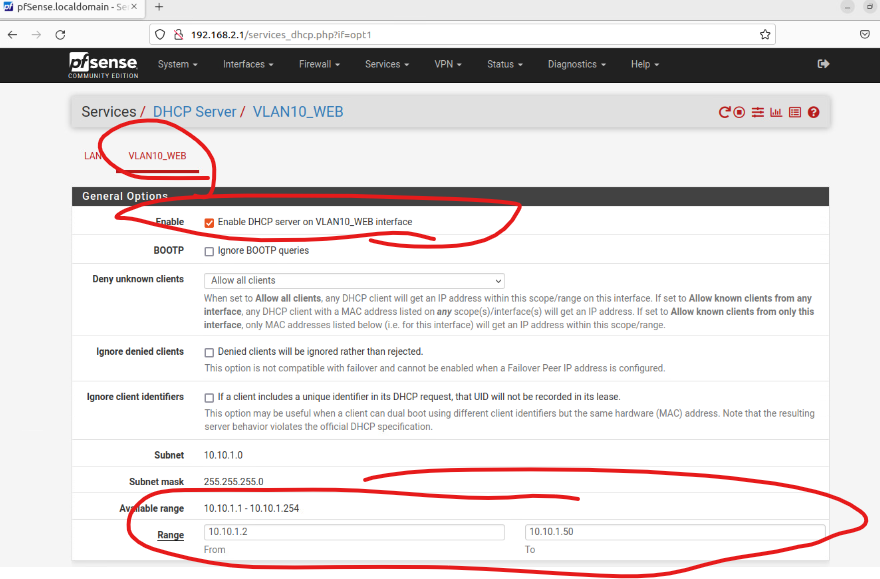 pfSense.localdomain - Se
192.168.2.1/services_dhcp.php?if=opt1
pfsense
COMMUNITY EDITION
System Interfaces Firewall Services VPN Status Diagnostics Help
Services / DHCP Server / VLAN10_WEB
LAN VLAN10_WEB
General Options
Enable Enable DHCP server on VLAN10_WEB interface
BOOTP Ignore BOOTP queries
Deny unknown clients Allow all clients
When set to Allow all clients, any DHCP client will get an IP address within this scope/range on this interface. If set to Allow known clients from any
interface, any DHCP client with a MAC address listed on any scope(s)/interface(s) will get an IP address. If set to Allow known clients from only this
interface, only MAC addresses listed below (i.e. for this interface) will get an IP address within this scope/range.
Ignore denied clients Denied clients will be ignored rather than rejected.
This option is not compatible with failover and cannot be enabled when a Failover Peer IP address is configured.
Ignore client identifiers If a client includes a unique identifier in its DHCP request, that UID will not be recorded in its lease.
This option may be useful when a client can dual boot using different client identifiers but the same hardware (MAC) address. Note that the resulting
server behavior violates the official DHCP specification.
Subnet 10.10.1.0
Subnet mask 255.255.255.0
Available range 10.10.1.1 - 10.10.1.254
Range 10.10.1.2 10.10.1.50
From To